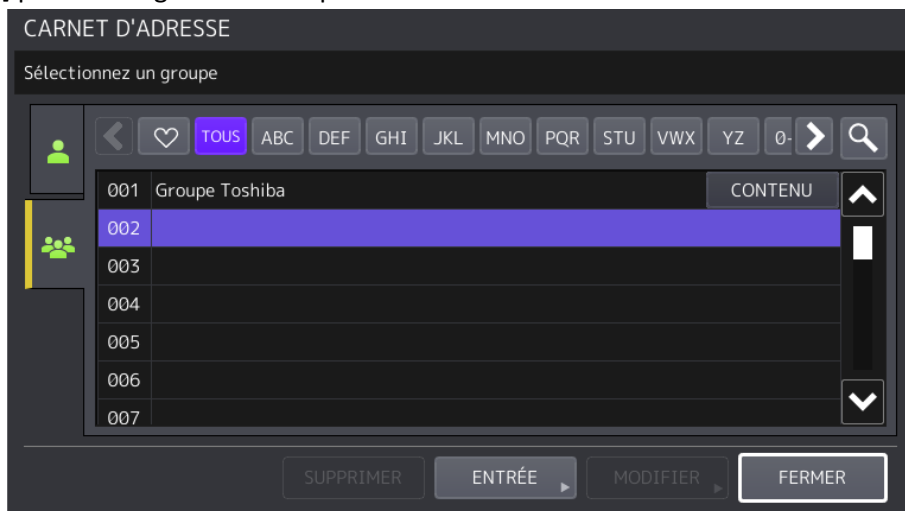 CARNET D'ADRESSE
Sélectionnez un groupe
TOUS ABC DEF GHI JKL MNO PQR STU VWX YZ 0-
001 Groupe Toshiba CONTENU
002
003
004
005
006
007
SUPPRIMER ENTRÉE MODIFIER FERMER